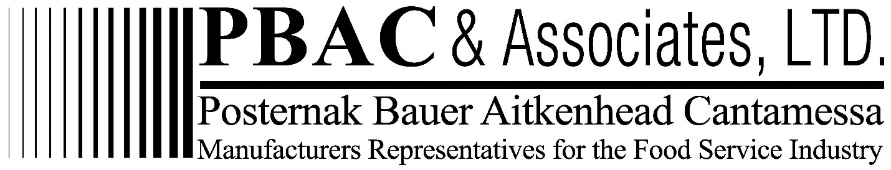 PBAC & Associates, LTD.
Posternak Bauer Aitkenhead Cantamessa
Manufacturers Representatives for the Food Service Industry